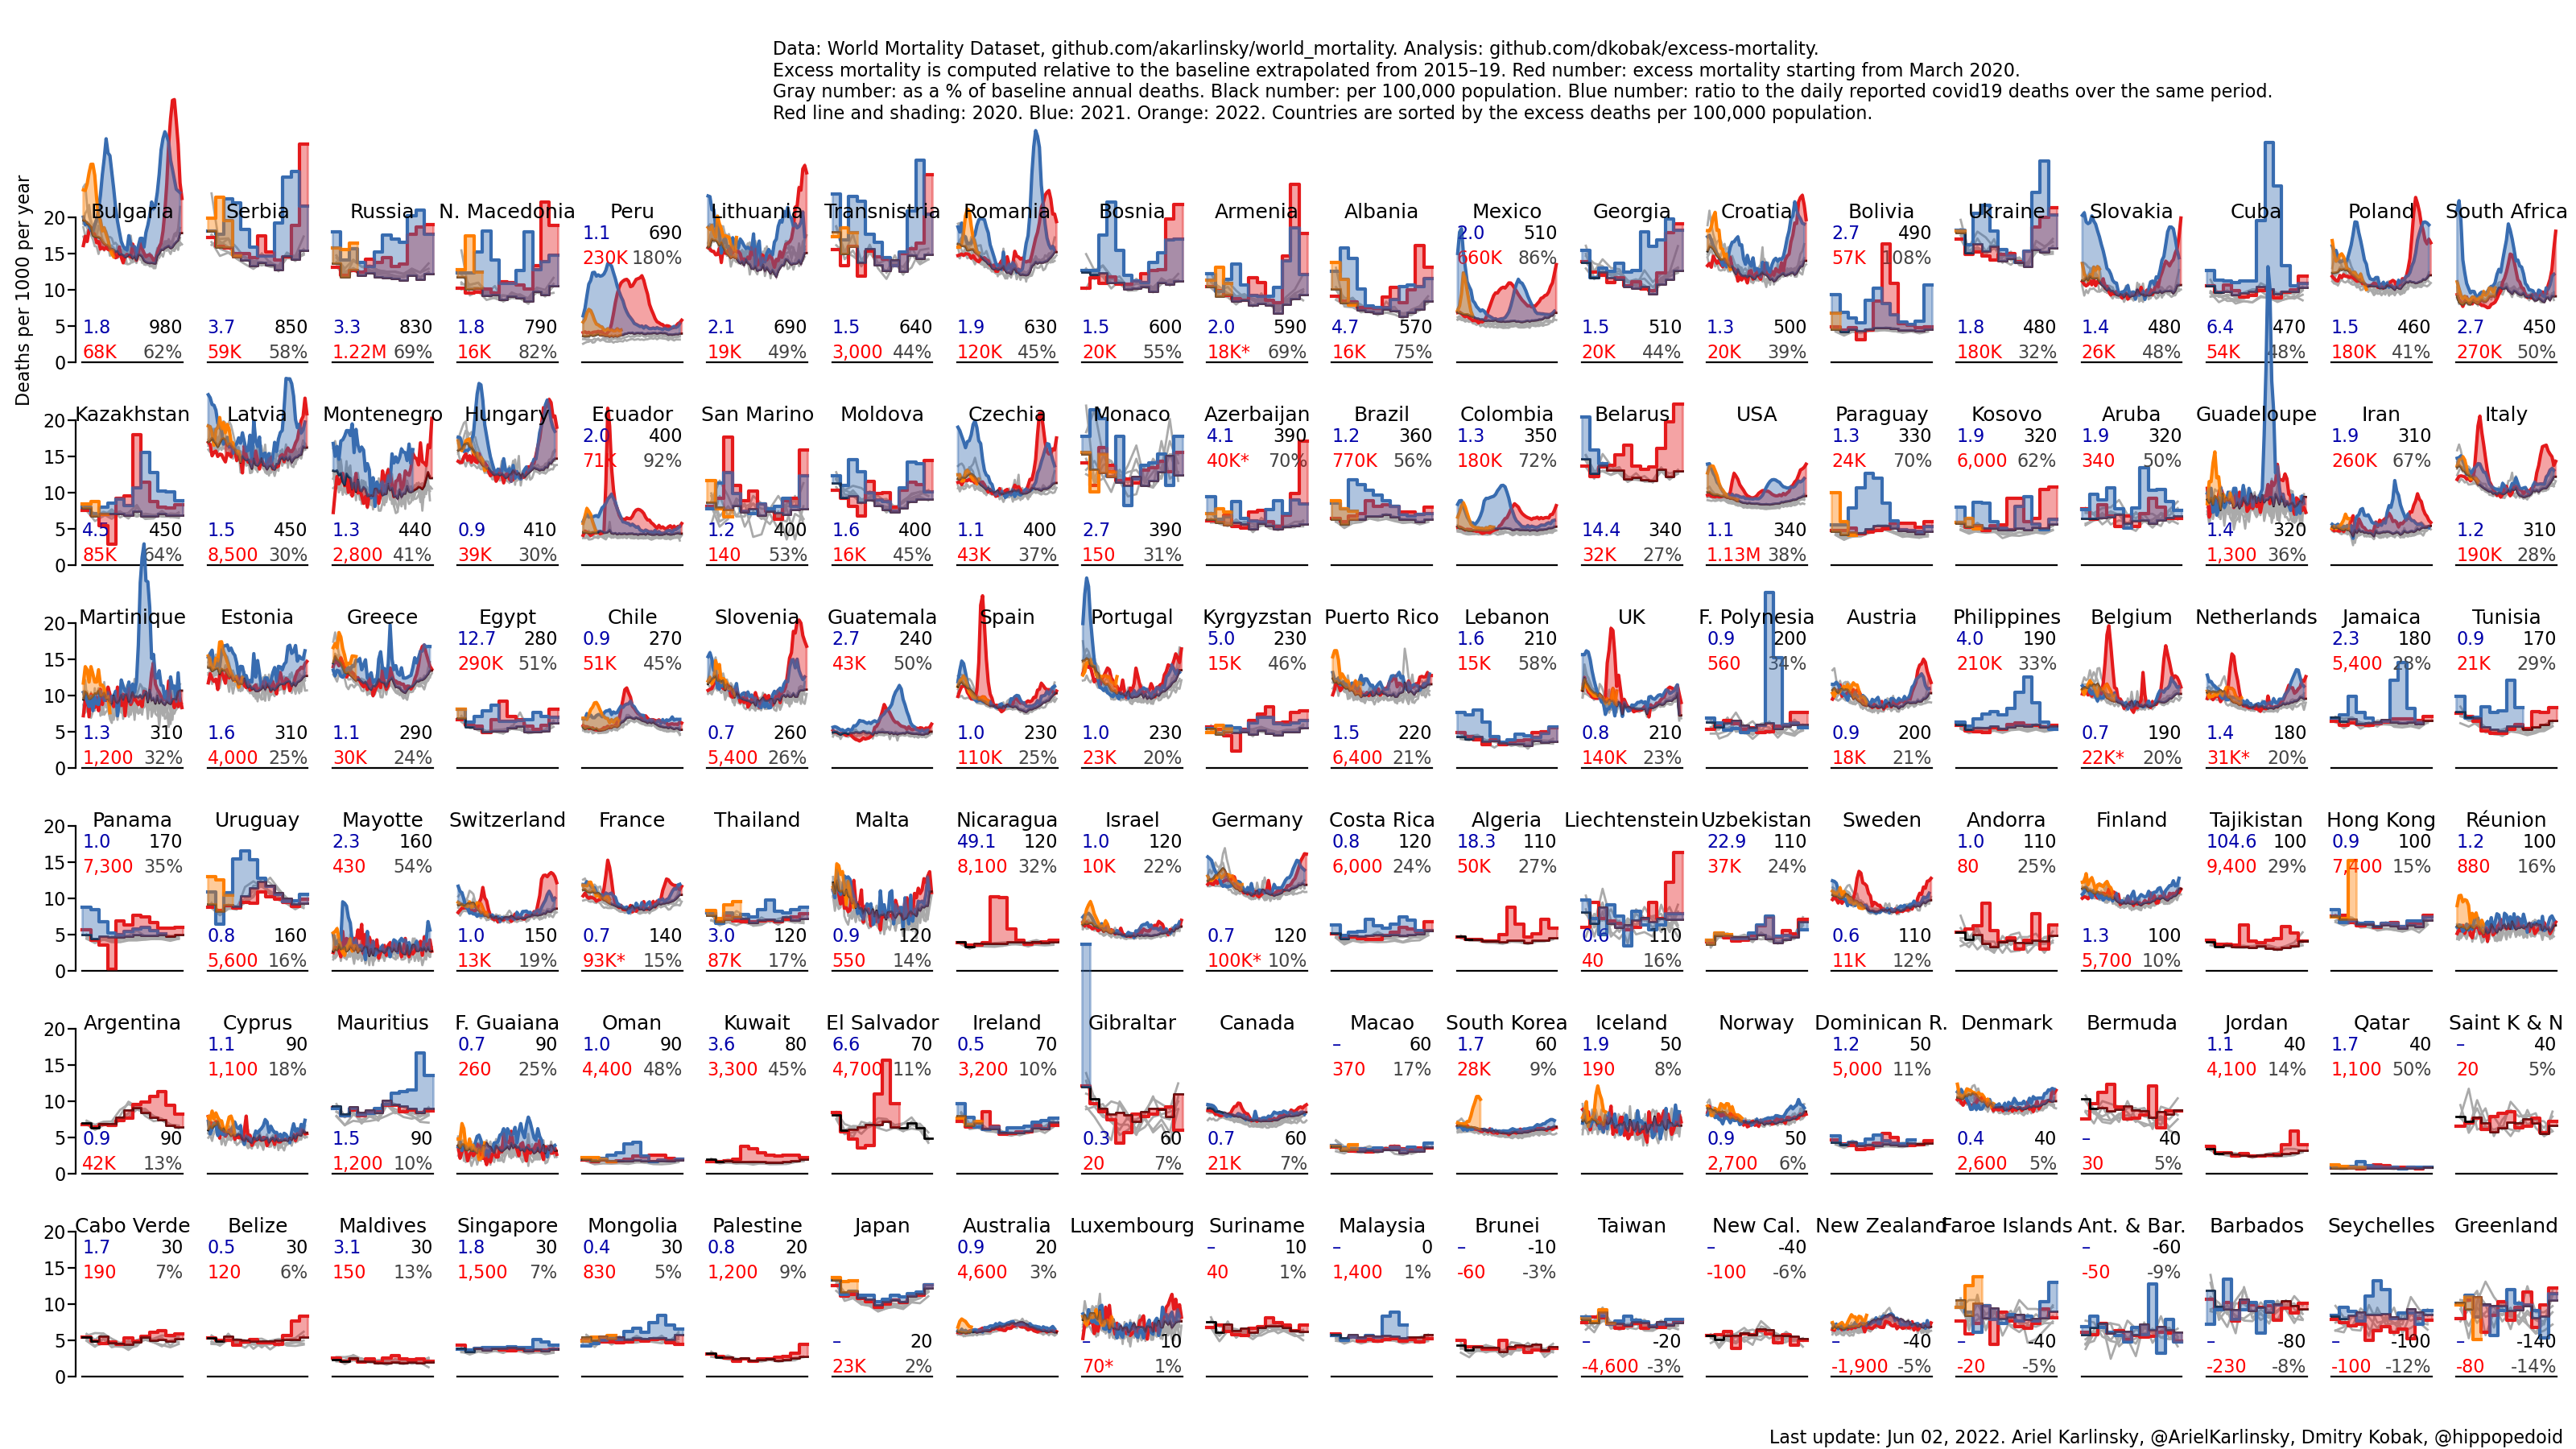 Data: World Mortality Dataset, github.com/akarlinsky/world_mortality. Analysis: github.com/dkobak/excess-mortality.
Excess mortality is computed relative to the baseline extrapolated from 2015–19. Red number: excess mortality starting from March 2020.
Gray number: as a % of baseline annual deaths. Black number: per 100,000 population. Blue number: ratio to the daily reported covid19 deaths over the same period.
Red line and shading: 2020. Blue: 2021. Orange: 2022. Countries are sorted by the excess deaths per 100,000 population.
Deaths per 1000 per year
Bulgaria Serbia Russia N. Macedonia Peru Lithuania Transnistria Romania Bosnia Armenia Albania Mexico Georgia Croatia Bolivia Ukraine Slovakia Cuba Poland South Africa
20
1.1 690 2.0 510 2.7 490
230K 180% 660K 86% 57K 108%
15
10
5
1.8 980 3.7 850 3.3 830 1.8 790 2.1 690 1.5 640 1.9 630 1.5 600 2.0 590 4.7 570 1.5 510 1.3 500 1.8 480 1.4 480 6.4 470 1.5 460 2.7 450
68K 62% 59K 58% 1.22M 69% 16K 82% 19K 49% 3,000 44% 120K 45% 20K 55% 18K* 69% 16K 75% 20K 44% 20K 39% 180K 32% 26K 48% 54K 48% 180K 41% 270K 50%
0
Kazakhstan Latvia Montenegro Hungary Ecuador San Marino Moldova Czechia Monaco Azerbaijan Brazil Colombia Belarus USA Paraguay Kosovo Aruba Guadeloupe Iran Italy
20
2.0 400 4.1 390 1.2 360 1.3 350 1.3 330 1.9 320 1.9 320 1.9 310
71K 92% 40K* 70% 770K 56% 180K 72% 24K 70% 6,000 62% 340 50% 260K 67%
15
10
5
4.5 450 1.5 450 1.3 440 0.9 410 1.2 400 1.6 400 1.1 400 2.7 390 14.4 340 1.1 340 1.4 320 1.2 310
85K 64% 8,500 30% 2,800 41% 39K 30% 140 53% 16K 45% 43K 37% 150 31% 32K 27% 1.13M 38% 1,300 36% 190K 28%
0
Martinique Estonia Greece Egypt Chile Slovenia Guatemala Spain Portugal Kyrgyzstan Puerto Rico Lebanon UK F. Polynesia Austria Philippines Belgium Netherlands Jamaica Tunisia
20
12.7 280 0.9 270 2.7 240 5.0 230 1.6 210 0.9 200 4.0 190 2.3 180 0.9 170
290K 51% 51K 45% 43K 50% 15K 46% 15K 58% 560 34% 210K 33% 5,400 28% 21K 29%
15
10
5
1.3 310 1.6 310 1.1 290 0.7 260 1.0 230 1.0 230 1.5 220 0.8 210 0.9 200 0.7 190 1.4 180
1,200 32% 4,000 25% 30K 24% 5,400 26% 110K 25% 23K 20% 6,400 21% 140K 23% 18K 21% 22K* 20% 31K* 20%
0
Panama Uruguay Mayotte Switzerland France Thailand Malta Nicaragua Israel Germany Costa Rica Algeria Liechtenstein Uzbekistan Sweden Andorra Finland Tajikistan Hong Kong Réunion
20
1.0 170 2.3 160 49.1 120 1.0 120 0.8 120 18.3 110 22.9 110 1.0 110 104.6 100 0.9 100 1.2 100
7,300 35% 430 54% 8,100 32% 10K 22% 6,000 24% 50K 27% 37K 24% 80 25% 9,400 29% 7,400 15% 880 16%
15
10
5
0.8 160 1.0 150 0.7 140 3.0 120 0.9 120 0.7 120 0.6 110 0.6 110 1.3 100
5,600 16% 13K 19% 93K* 15% 87K 17% 550 14% 100K* 10% 40 16% 11K 12% 5,700 10%
0
Argentina Cyprus Mauritius F. Guaiana Oman Kuwait El Salvador Ireland Gibraltar Canada Macao South Korea Iceland Norway Dominican R. Denmark Bermuda Jordan Qatar Saint K & N
20
1.1 90 0.7 90 1.0 90 3.6 80 6.6 70 0.5 70 – 60 1.7 60 1.9 50 1.2 50 1.1 40 1.7 40 – 40
1,100 18% 260 25% 4,400 48% 3,300 45% 4,700 11% 3,200 10% 370 17% 28K 9% 190 8% 5,000 11% 4,100 14% 1,100 50% 20 5%
15
10
5
0.9 90 1.5 90 0.3 60 0.7 60 0.9 50 0.4 40 – 40
42K 13% 1,200 10% 20 7% 21K 7% 2,700 6% 2,600 5% 30 5%
0
Cabo Verde Belize Maldives Singapore Mongolia Palestine Japan Australia Luxembourg Suriname Malaysia Brunei Taiwan New Cal. New Zealand Faroe Islands Ant. & Bar. Barbados Seychelles Greenland
20
1.7 30 0.5 30 3.1 30 1.8 30 0.4 30 0.8 20 0.9 20 – 10 – 0 – -10 – -40 – -60
190 7% 120 6% 150 13% 1,500 7% 830 5% 1,200 9% 4,600 3% 40 1% 1,400 1% -60 -3% -100 -6% -50 -9%
15
10
5
– 20 – 10 – -20 – -40 – -40 – -80 – -100 – -140
23K 2% 70* 1% -4,600 -3% -1,900 -5% -20 -5% -230 -8% -100 -12% -80 -14%
0
Last update: Jun 02, 2022. Ariel Karlinsky, @ArielKarlinsky, Dmitry Kobak, @hippopedoid